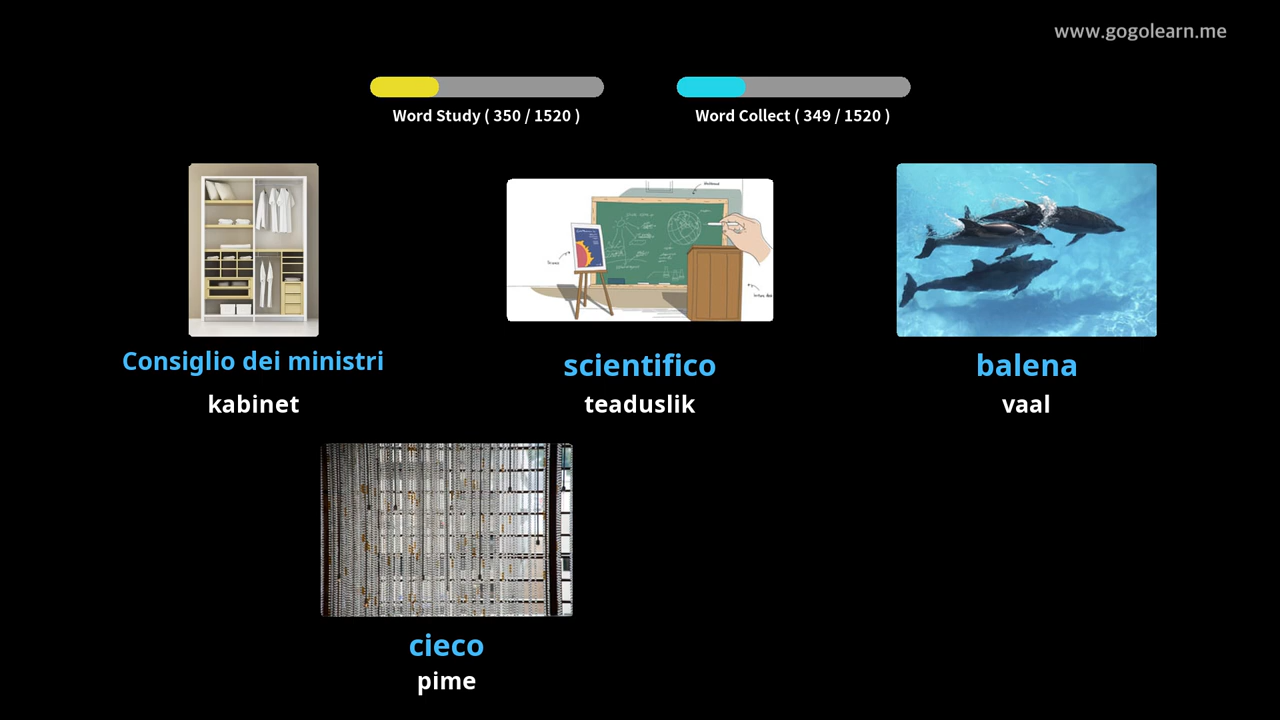 www.gogolearn.me
Word Study ( 350 / 1520 )
Word Collect ( 349 / 1520 )
Consiglio dei ministri
kabinet
scientifico
teaduslik
balena
vaal
cieco
pime